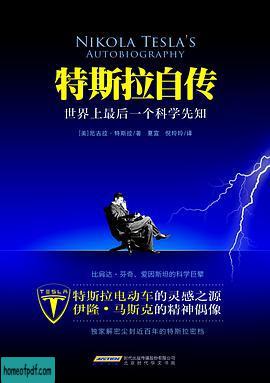 NIKOLA TESLA'S
AUTOBIOGRAPHY
特斯拉自传
世界上最后一个科学先知
[美]尼古拉·特斯拉/著 夏宜 倪玲玲/译
比肩达·芬奇、爱因斯坦的科学巨擘
TESLA
特斯拉电动车的灵感之源
伊隆·马斯克的精神偶像
独家解密尘封近百年的特斯拉密档
时代出版传媒股份有限公司
北京时代华文书局
homeofpdf.com